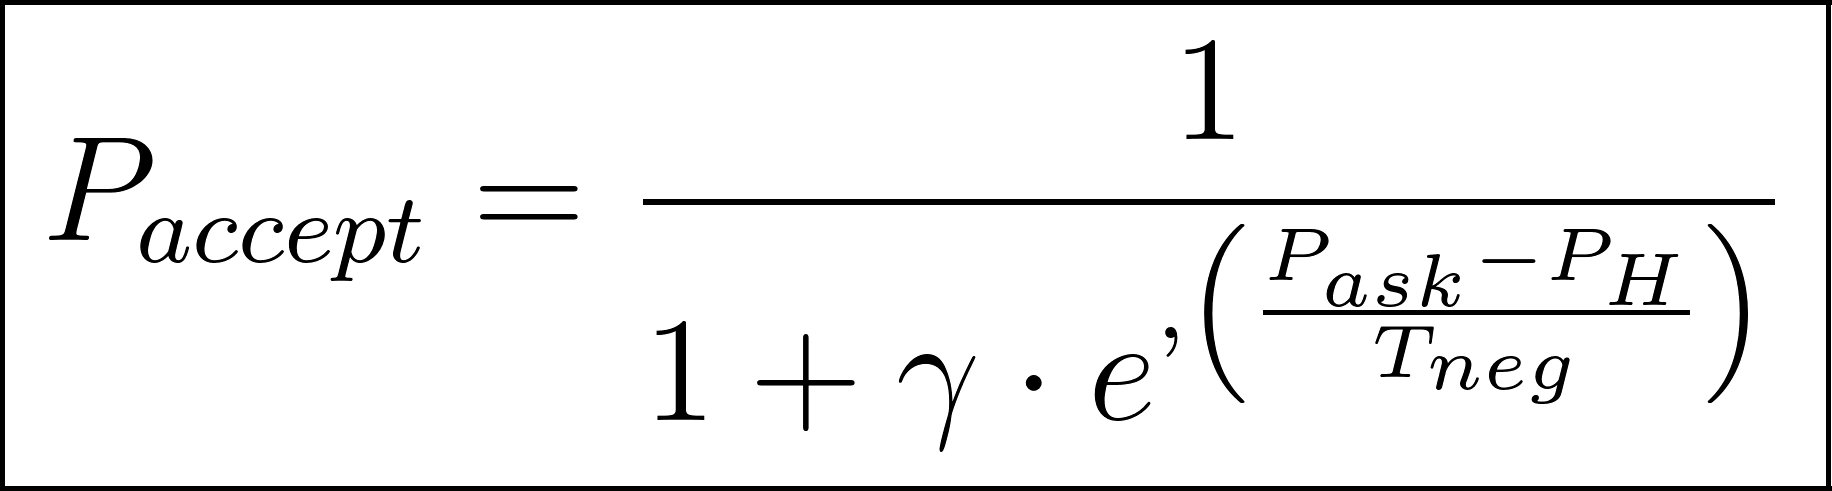 P_{accept} = \frac{1}{1 + \gamma \cdot e^{,\left(\frac{P_{ask} - P_H}{T_{neg}}\right)}}